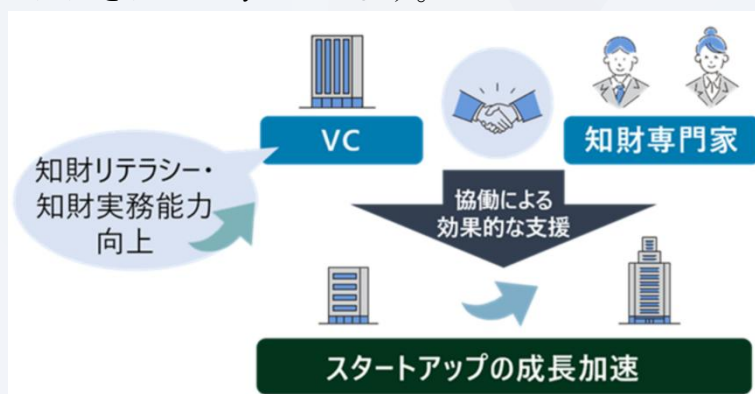 VC
知財専門家
知財リテラシー・
知財実務能力
向上
協働による
効果的な支援
スタートアップの成長加速